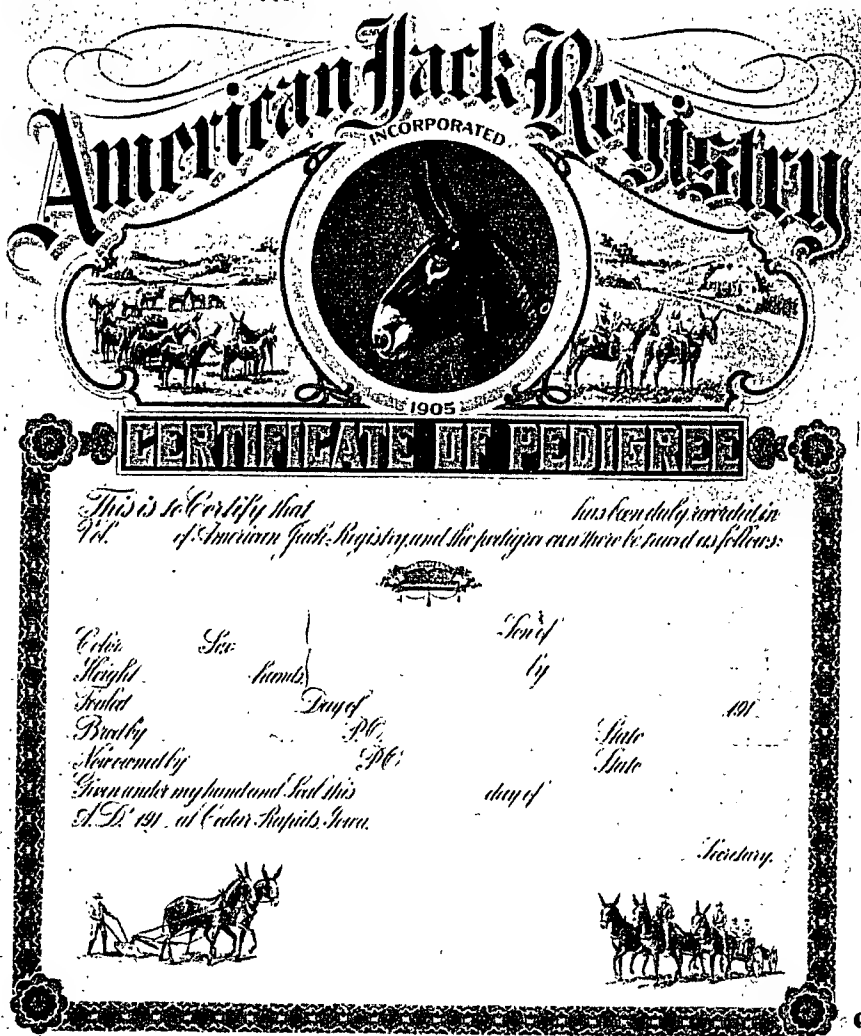 American Jack Registry
INCORPORATED
1905
CERTIFICATE OF PEDIGREE
This is to Certify that has been duly recorded in
Vol. of American Jack Registry, and the pedigree can there be found as follows:
Color Sex Son of
Height hands by
Foaled Day of 191
Bred by P.O. State
Now owned by P.O. State
Given under my hand and Seal this day of
A.D. 191 at Cedar Rapids, Iowa.
Secretary.